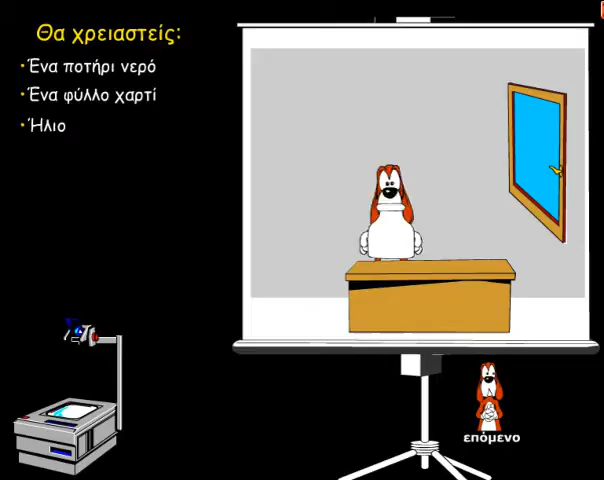 Θα χρειαστείς:
· Ένα ποτήρι νερό
· Ένα φύλλο χαρτί
· Ήλιο
επόμενο